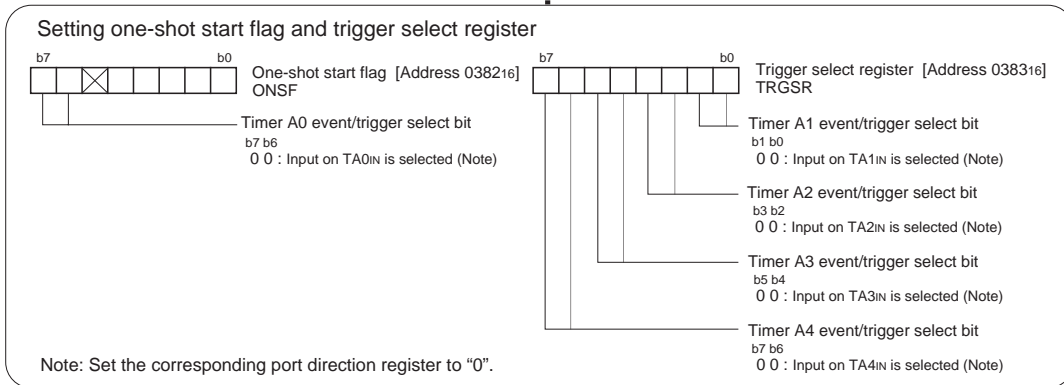 Setting one-shot start flag and trigger select register
b7 b0
One-shot start flag [Address 038216]
ONSF
Timer A0 event/trigger select bit
b7 b6
0 0 : Input on TA0IN is selected (Note)
b7 b0
Trigger select register [Address 038316]
TRGSR
Timer A1 event/trigger select bit
b1 b0
0 0 : Input on TA1IN is selected (Note)
Timer A2 event/trigger select bit
b3 b2
0 0 : Input on TA2IN is selected (Note)
Timer A3 event/trigger select bit
b5 b4
0 0 : Input on TA3IN is selected (Note)
Timer A4 event/trigger select bit
b7 b6
0 0 : Input on TA4IN is selected (Note)
Note: Set the corresponding port direction register to “0”.